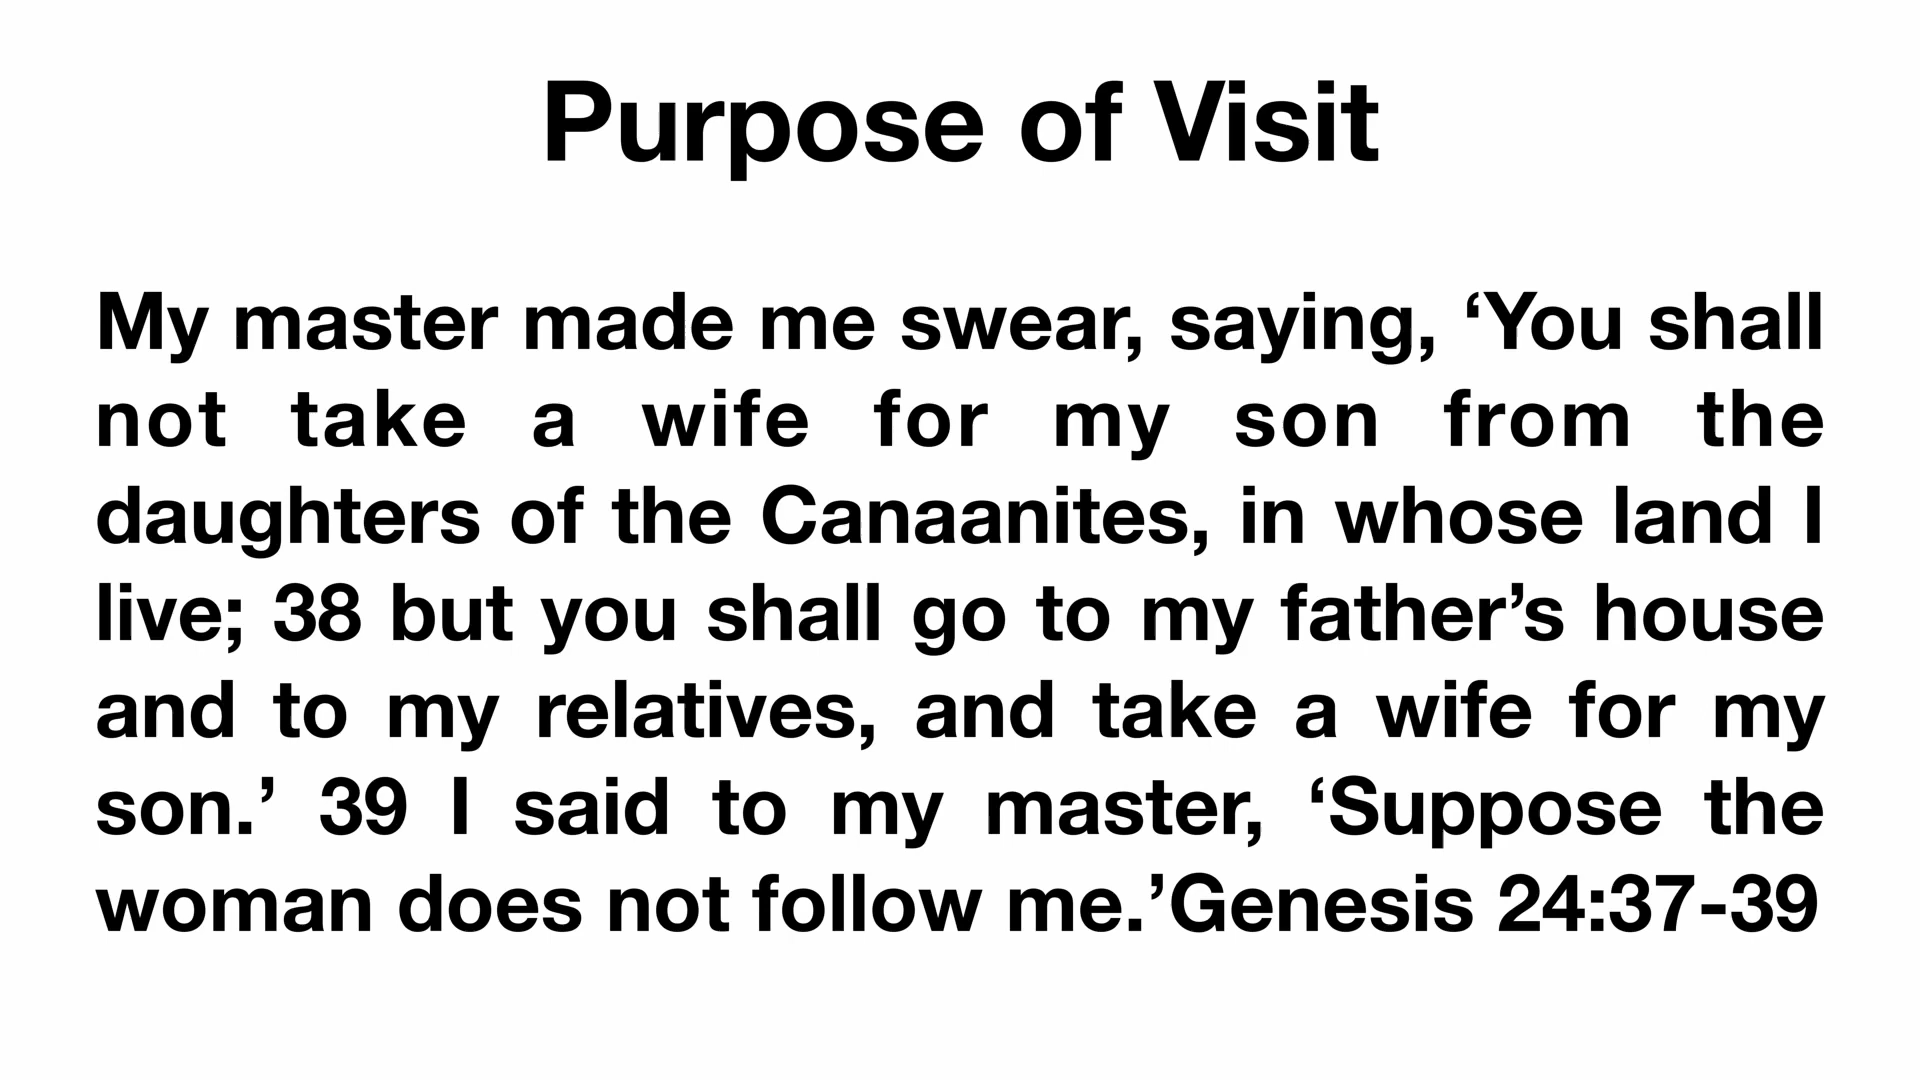 Purpose of Visit
My master made me swear, saying, ‘You shall
not take a wife for my son from the
daughters of the Canaanites, in whose land I
live; 38 but you shall go to my father’s house
and to my relatives, and take a wife for my
son.’ 39 I said to my master, ‘Suppose the
woman does not follow me.’Genesis 24:37-39